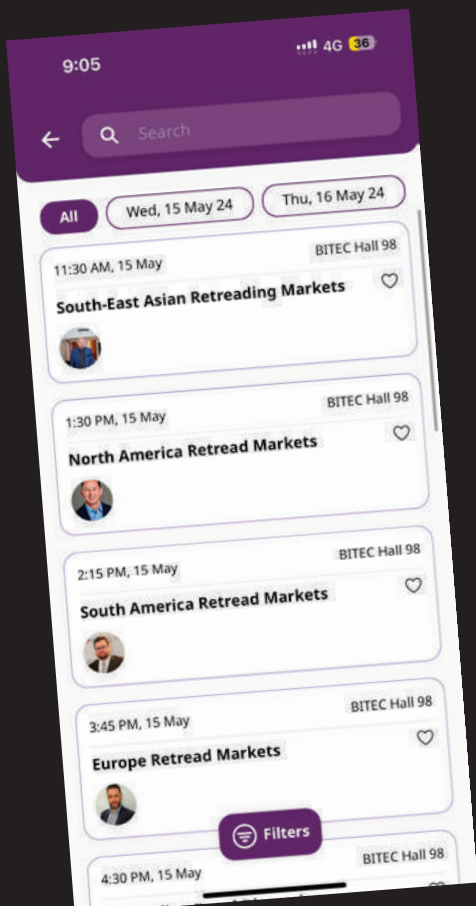 9:05
4G 36
Search
All
Wed, 15 May 24
Thu, 16 May 24
11:30 AM, 15 May
BITEC Hall 98
South-East Asian Retreading Markets
1:30 PM, 15 May
BITEC Hall 98
North America Retread Markets
2:15 PM, 15 May
BITEC Hall 98
South America Retread Markets
3:45 PM, 15 May
BITEC Hall 98
Europe Retread Markets
Filters
4:30 PM, 15 May
BITEC Hall 98